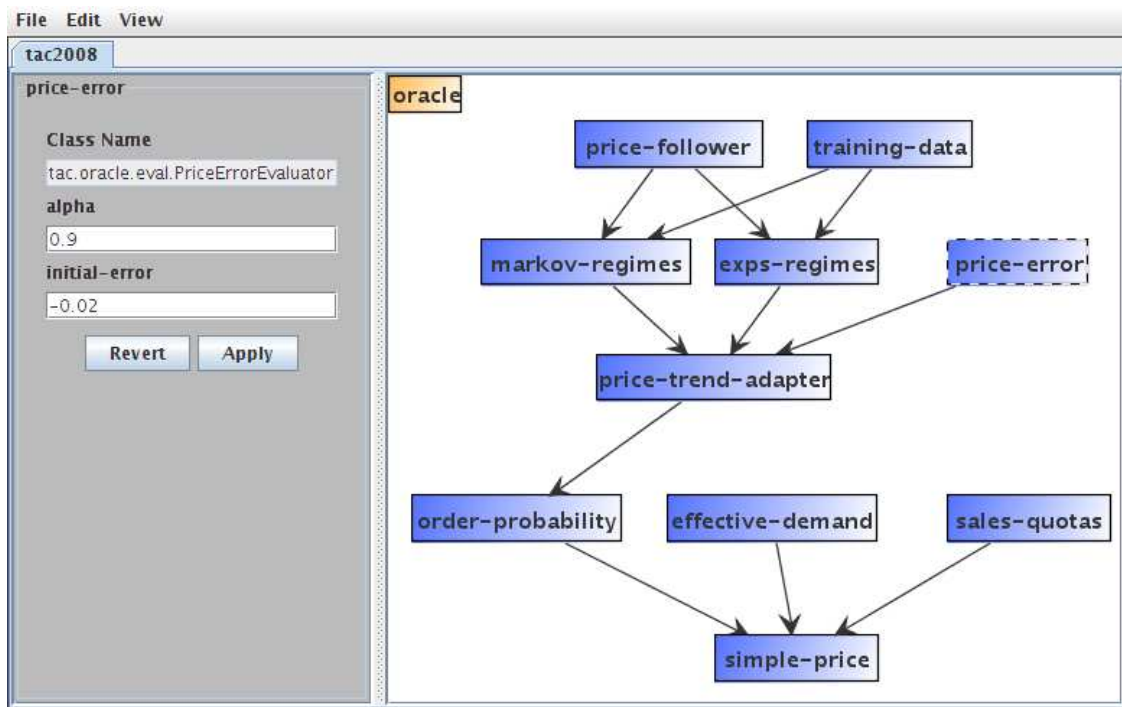 File Edit View
tac2008
price-error
Class Name
tac.oracle.eval.PriceErrorEvaluator
alpha
0.9
initial-error
-0.02
Revert Apply
oracle
price-follower training-data
markov-regimes exps-regimes price-error
price-trend-adapter
order-probability effective-demand sales-quotas
simple-price